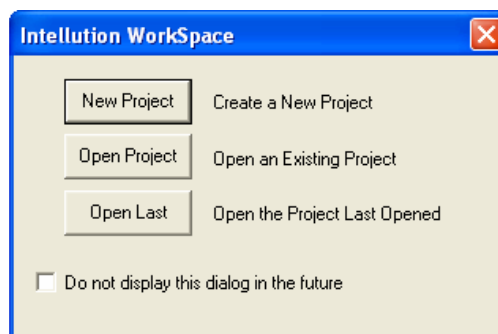 Intellution WorkSpace
New Project Create a New Project
Open Project Open an Existing Project
Open Last Open the Project Last Opened
Do not display this dialog in the future